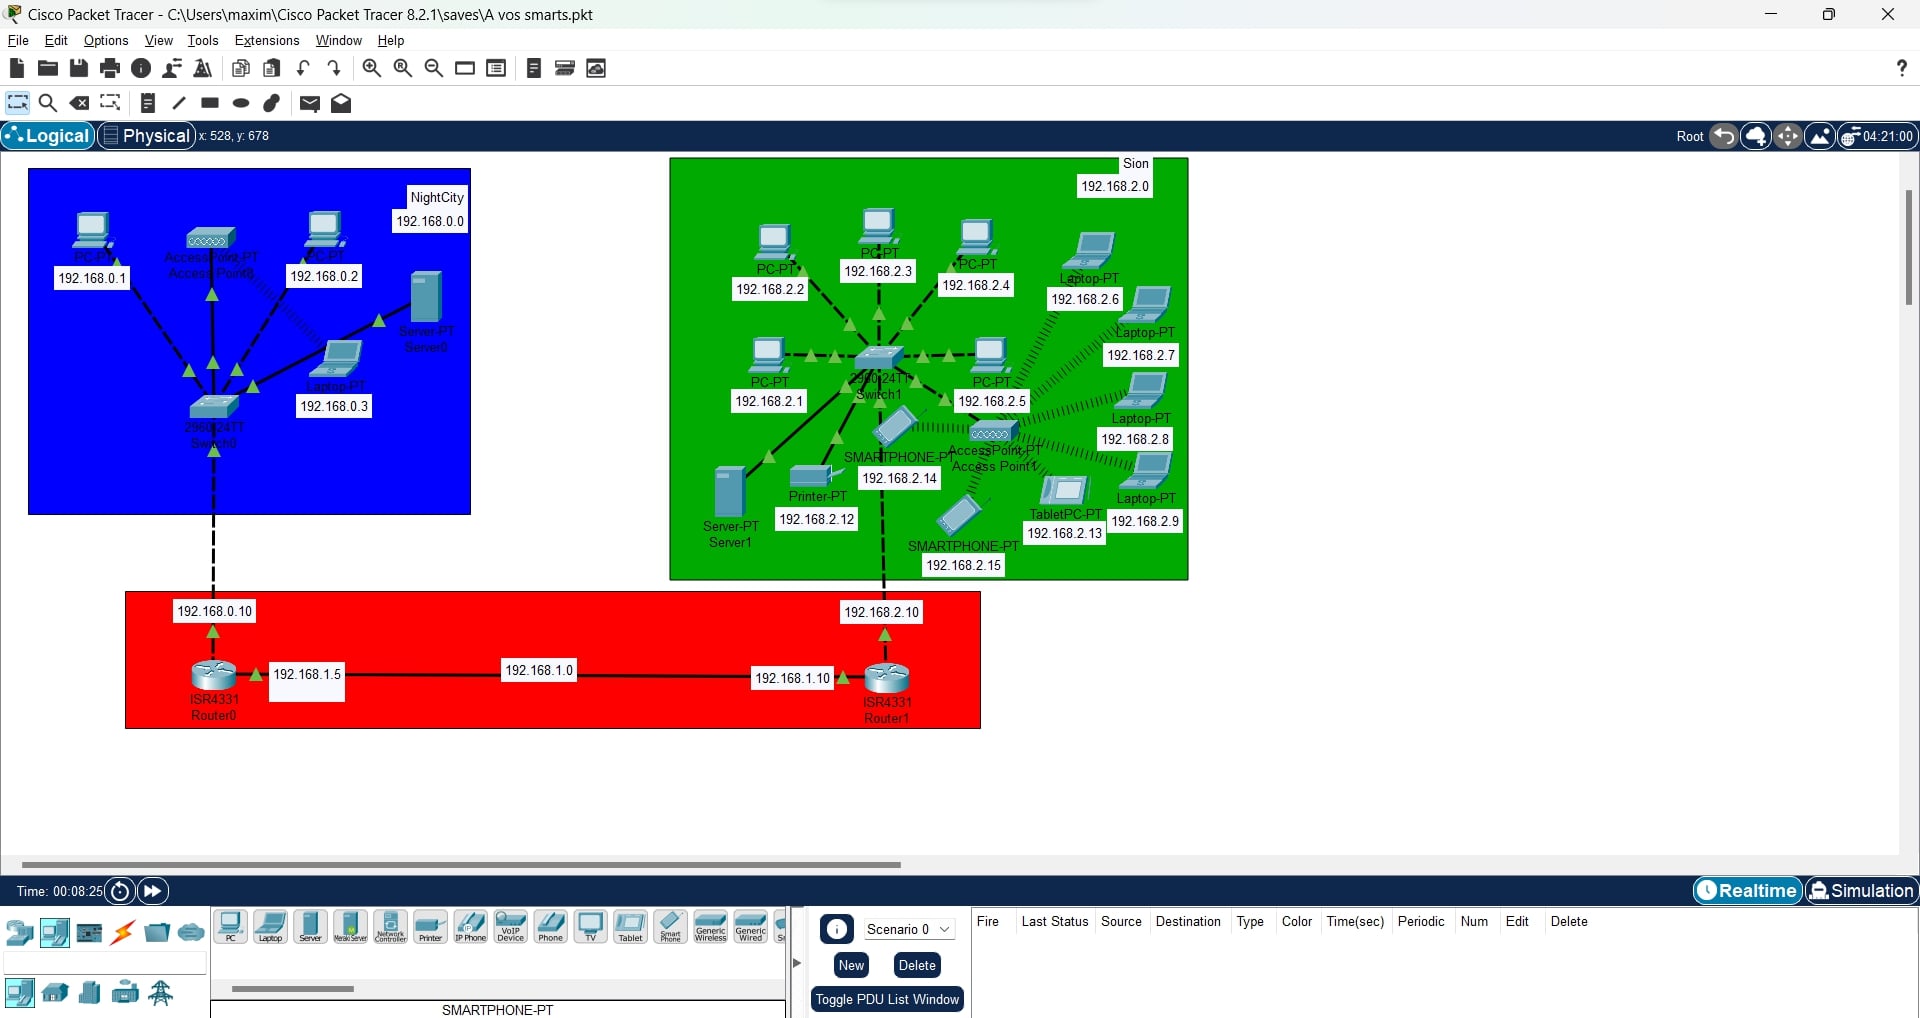 Cisco Packet Tracer - C:\Users\maxim\Cisco Packet Tracer 8.2.1\saves\A vos smarts.pkt
File Edit Options View Tools Extensions Window Help
?
Logical Physical x: 528, y: 678
Root 04:21:00
NightCity
192.168.0.0
PC-PT
192.168.0.1
AccessPoint-PT
Access Point0
PC-PT
192.168.0.2
Server-PT
Server0
Laptop-PT
192.168.0.3
2960-24TT
Switch0
Sion
192.168.2.0
PC-PT
192.168.2.2
PC-PT
192.168.2.3
PC-PT
192.168.2.4
Laptop-PT
192.168.2.6
Laptop-PT
192.168.2.7
PC-PT
192.168.2.1
2960-24TT
Switch1
PC-PT
192.168.2.5
Laptop-PT
192.168.2.8
SMARTPHONE-PT
192.168.2.14
AccessPoint-PT
Access Point1
Laptop-PT
192.168.2.9
Server-PT
Server1
Printer-PT
192.168.2.12
TabletPC-PT
192.168.2.13
SMARTPHONE-PT
192.168.2.15
192.168.0.10
192.168.2.10
192.168.1.5
192.168.1.0
192.168.1.10
ISR4331
Router0
ISR4331
Router1
Time: 00:08:25
Realtime Simulation
PC Laptop Server Meraki Server Network Controller Printer IP Phone VoIP Device Phone TV Tablet Smart Phone Generic Wireless Generic Wired
SMARTPHONE-PT
Scenario 0
New Delete
Toggle PDU List Window
Fire Last Status Source Destination Type Color Time(sec) Periodic Num Edit Delete